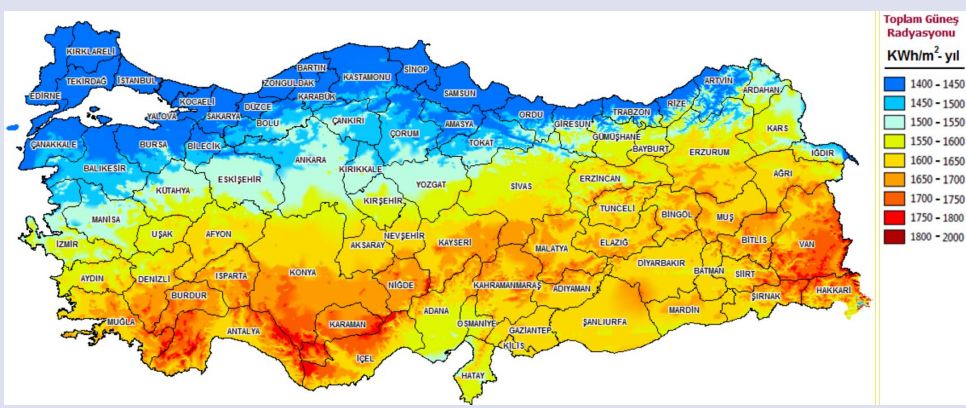 Toplam Güneş
Radyasyonu
KWh/m²- yıl
1400 - 1450
1450 - 1500
1500 - 1550
1550 - 1600
1600 - 1650
1650 - 1700
1700 - 1750
1750 - 1800
1800 - 2000
KIRKLARELİ
TEKİRDAĞ
İSTANBUL
EDİRNE
KOCAELİ
YALOVA
SAKARYA
DÜZCE
ZONGULDAK
BARTIN
KARABÜK
KASTAMONU
SİNOP
SAMSUN
BOLU
ÇANKIRI
ÇORUM
AMASYA
ORDU
GİRESUN
TRABZON
RİZE
ARTVİN
ARDAHAN
KARS
IĞDIR
ÇANAKKALE
BALIKESİR
BURSA
BİLECİK
ESKİŞEHİR
KÜTAHYA
ANKARA
KIRIKKALE
YOZGAT
TOKAT
SİVAS
GÜMÜŞHANE
BAYBURT
ERZURUM
ERZİNCAN
AĞRI
MANİSA
İZMİR
UŞAK
AFYON
KIRŞEHİR
NEVŞEHİR
AKSARAY
KAYSERİ
MALATYA
TUNCELİ
ELAZIĞ
BİNGÖL
MUŞ
BİTLİS
VAN
AYDIN
DENİZLİ
ISPARTA
BURDUR
KONYA
NİĞDE
KAHRAMANMARAŞ
ADIYAMAN
DİYARBAKIR
BATMAN
SİİRT
ŞIRNAK
HAKKARİ
MUĞLA
ANTALYA
KARAMAN
İÇEL
ADANA
OSMANİYE
GAZİANTEP
KİLİS
ŞANLIURFA
MARDİN
HATAY